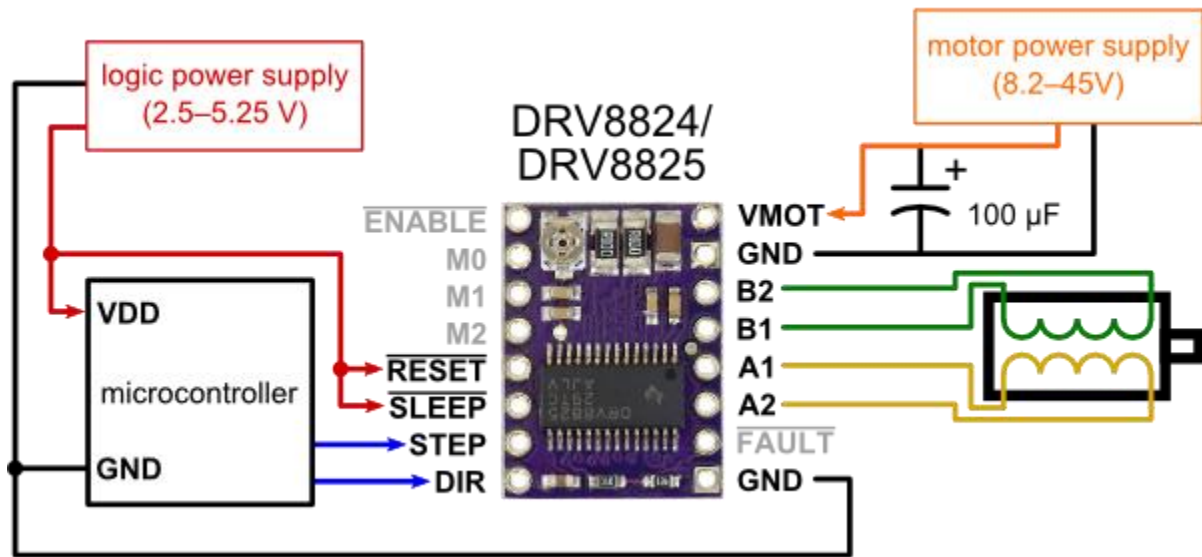 logic power supply
(2.5–5.25 V)
motor power supply
(8.2–45V)
DRV8824/
DRV8825
ENABLE
M0
M1
M2
RESET
SLEEP
STEP
DIR
VMOT
GND
B2
B1
A1
A2
FAULT
GND
+
100 µF
VDD
microcontroller
GND
DRV8825